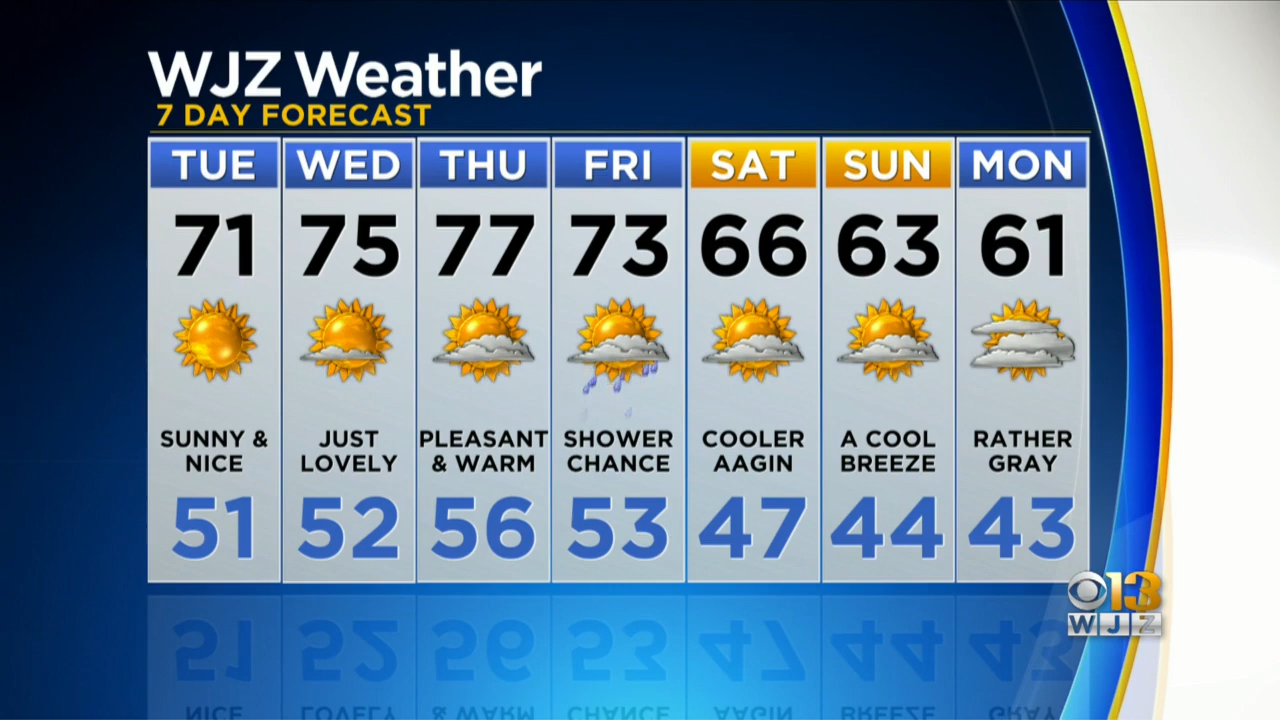 WJZ Weather
7 DAY FORECAST
TUE WED THU FRI SAT SUN MON
71 75 77 73 66 63 61
SUNNY & JUST PLEASANT SHOWER COOLER A COOL RATHER
NICE LOVELY & WARM CHANCE AAGIN BREEZE GRAY
51 52 56 53 47 44 43
13
WJZ